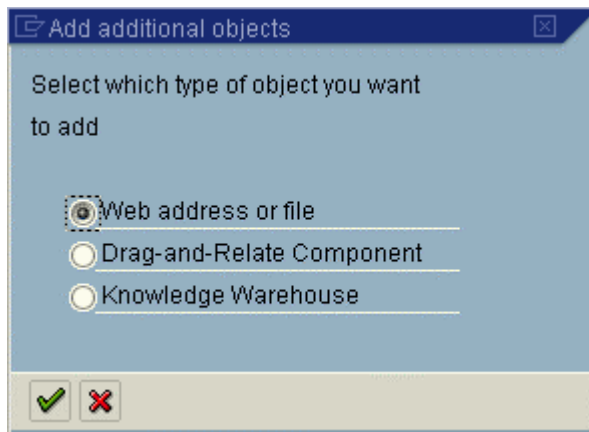 Add additional objects
Select which type of object you want
to add
Web address or file
Drag-and-Relate Component
Knowledge Warehouse